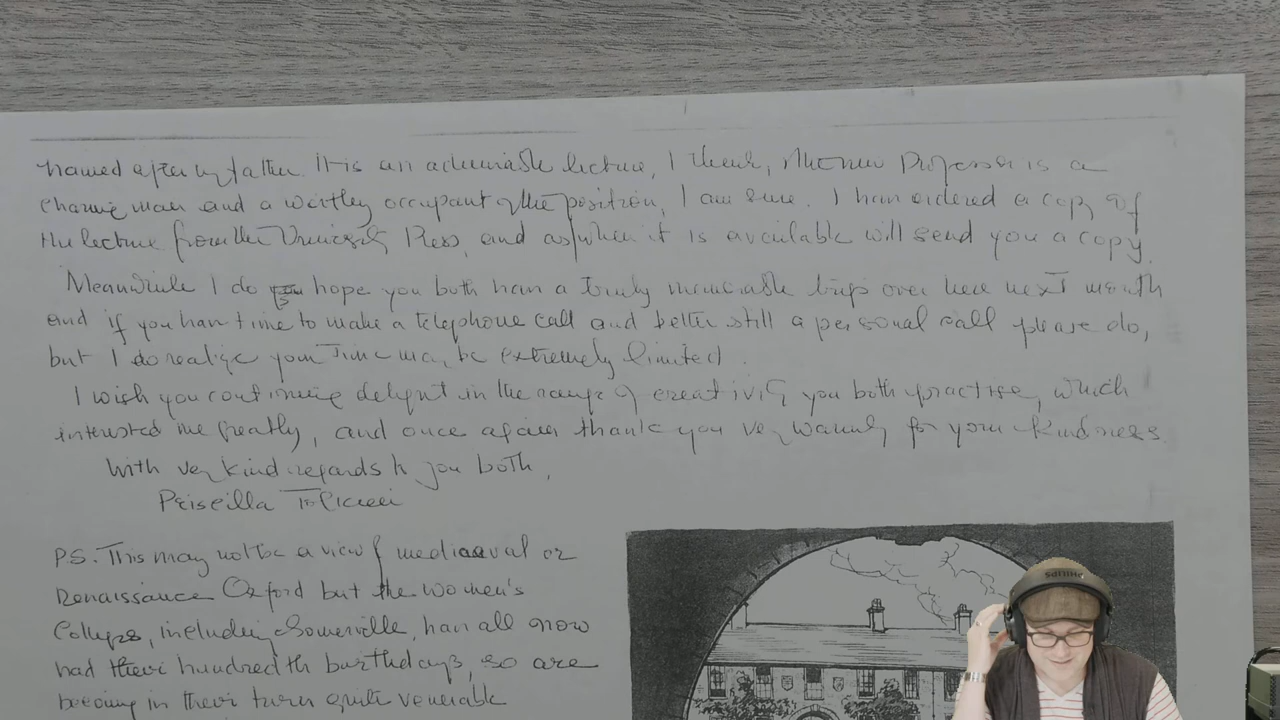 named after my father. It is an admirable lecture, I think, the new Professor is a
charming man and a worthy occupant of the position, I am sure. I have ordered a copy of
the lecture from the University Press, and as/when it is available will send you a copy.
Meanwhile I do hope you both have a truly memorable trip over here next month
and if you have time to make a telephone call and better still a personal call please do,
but I do realize your time may be extremely limited.
I wish you continuing delight in the range of creativity you both practise, which
interested me greatly, and once again thank you very warmly for your kindness.
With very kind regards to you both,
Priscilla Tolkien
P.S. This may not be a view of mediaeval or
Renaissance Oxford but the women's
Colleges, including Somerville, have all now
had their hundredth birthdays, so are
becoming in their turn quite venerable
PHILIPS